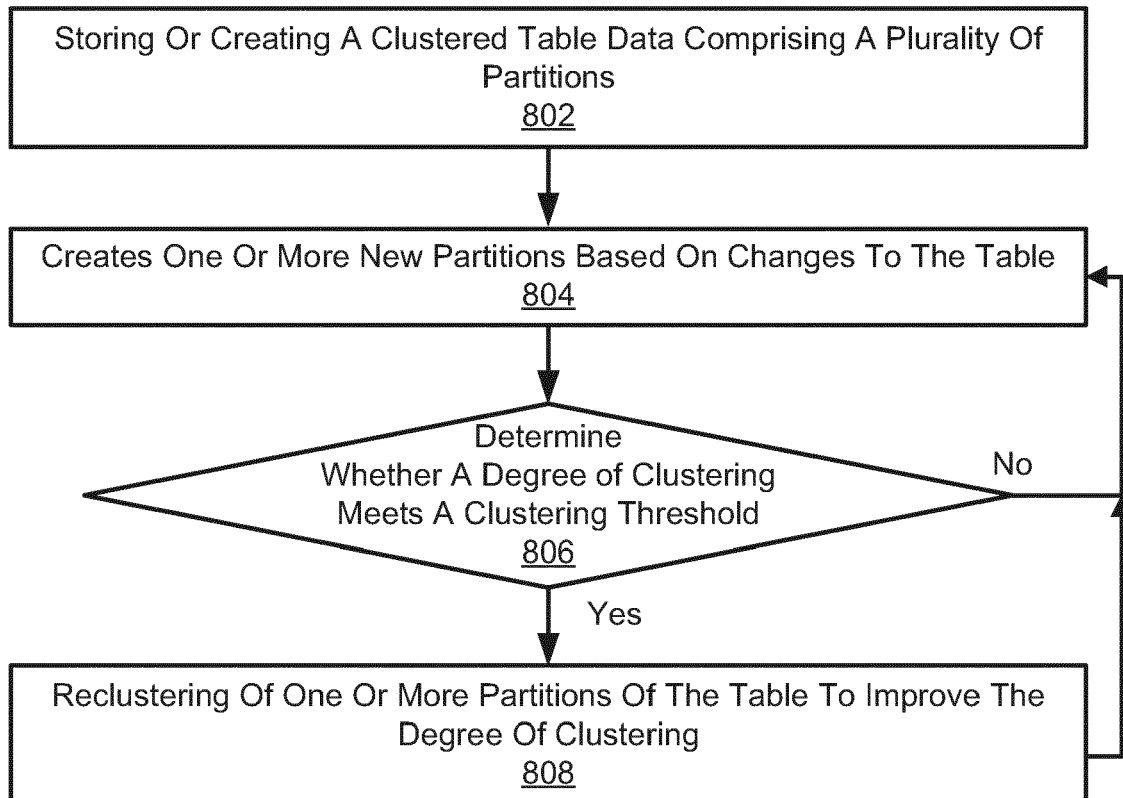 Storing Or Creating A Clustered Table Data Comprising A Plurality Of
Partitions
802
Creates One Or More New Partitions Based On Changes To The Table
804
Determine
Whether A Degree of Clustering
Meets A Clustering Threshold
806
No
Yes
Reclustering Of One Or More Partitions Of The Table To Improve The
Degree Of Clustering
808